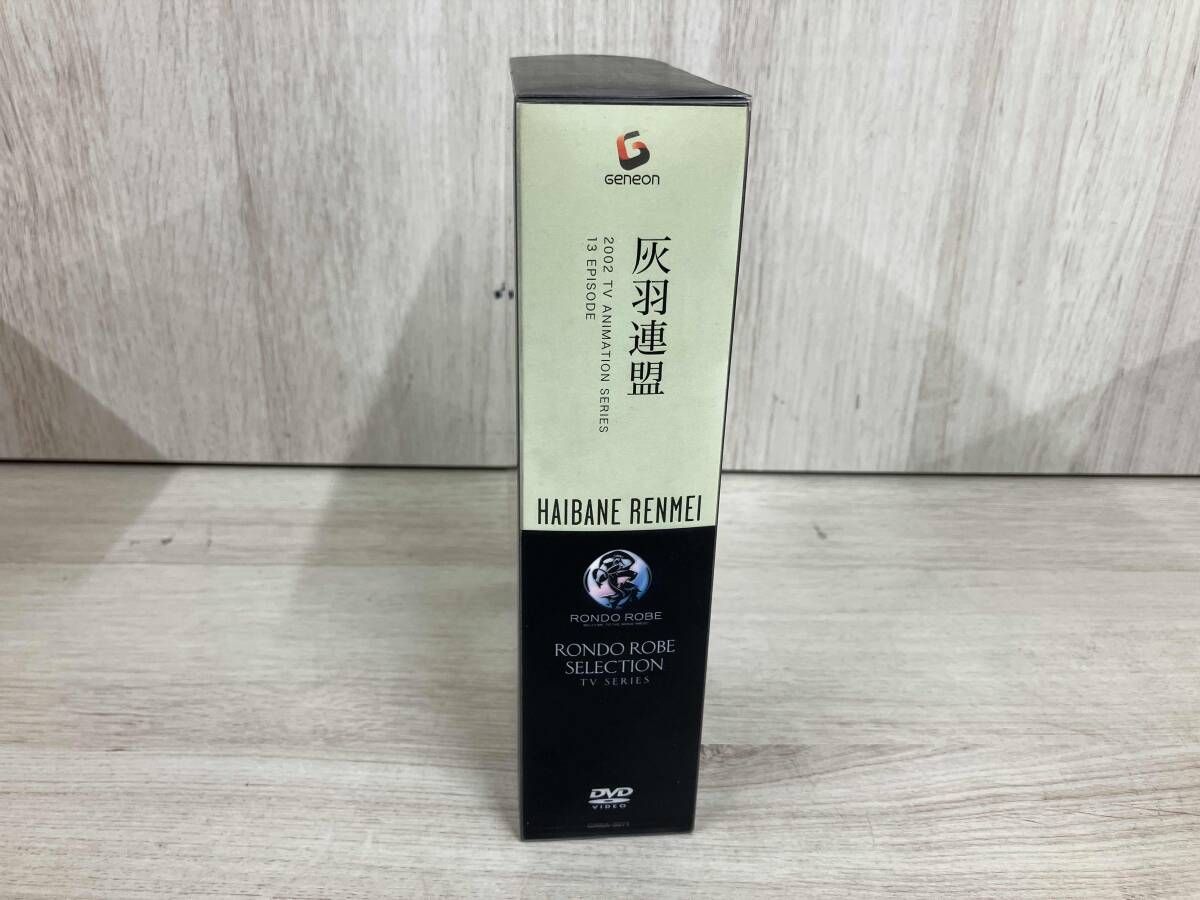 Geneon
灰羽連盟
2002 TV ANIMATION SERIES
13 EPISODE
HAIBANE RENMEI
RONDO ROBE
RONDO ROBE
SELECTION
TV SERIES
DVD
VIDEO